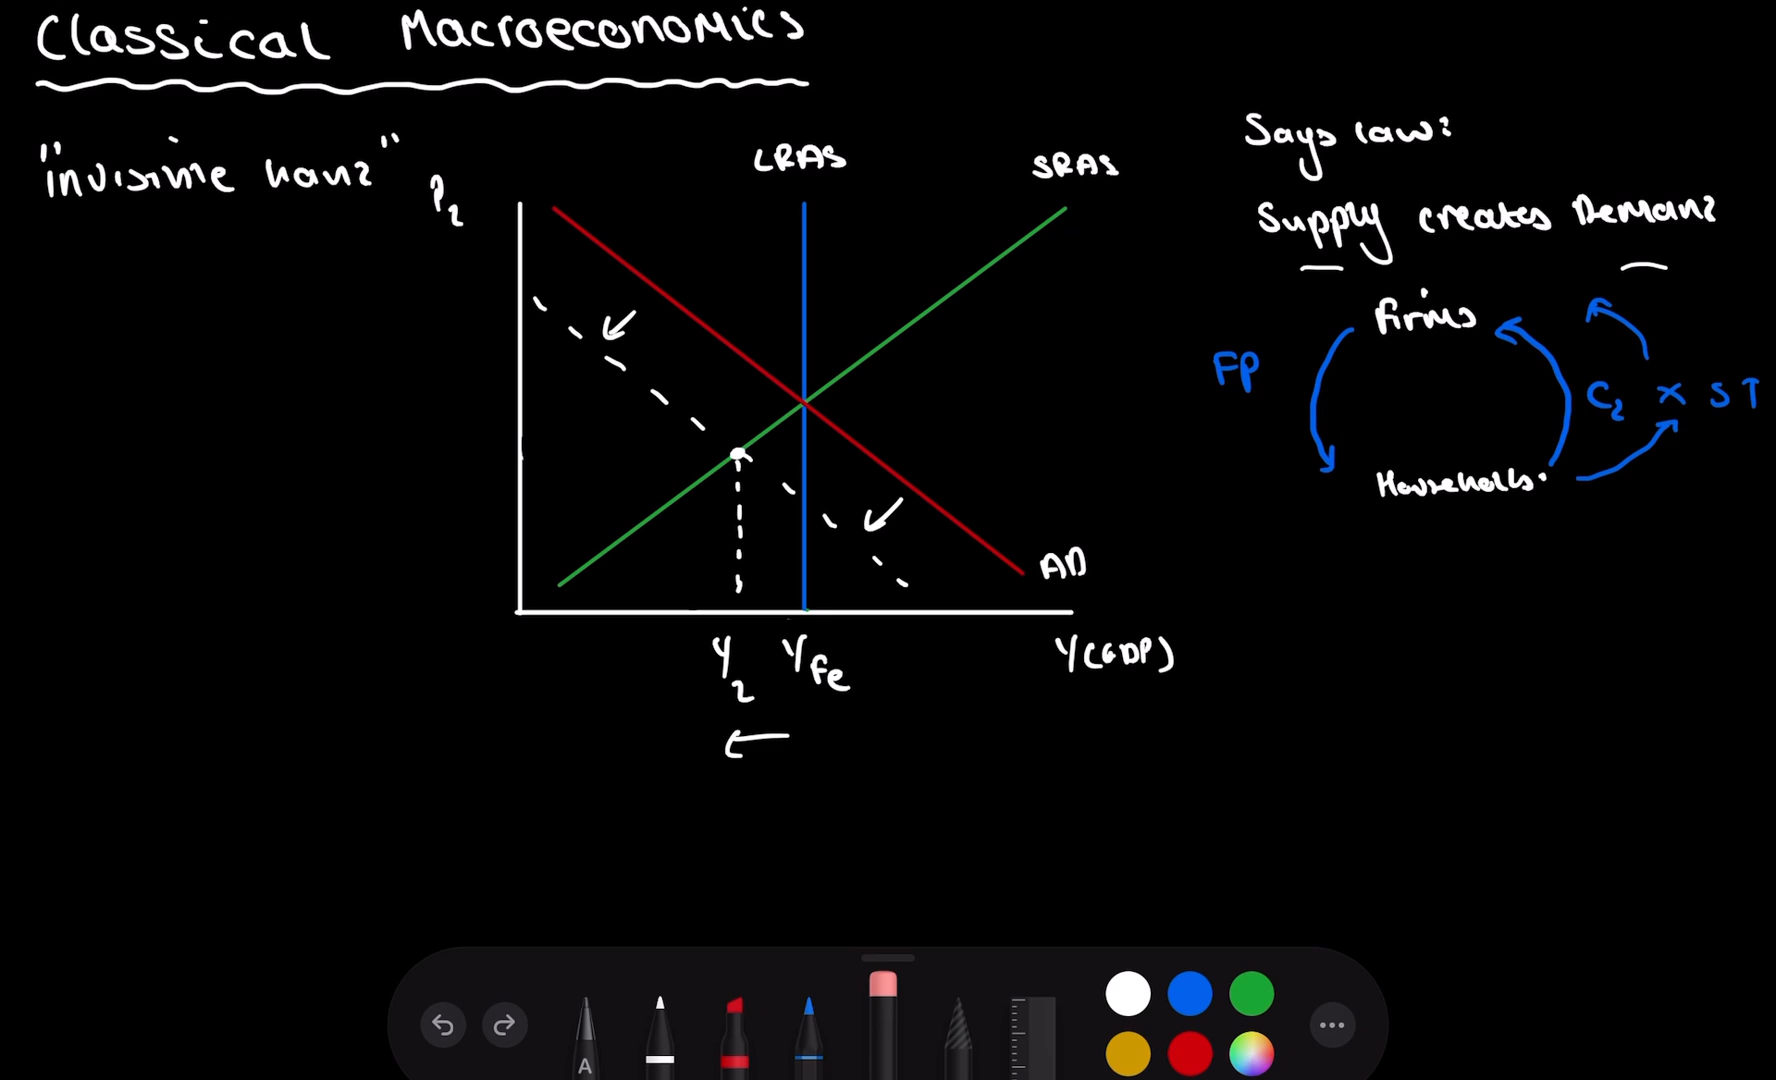 Classical Macroeconomics
"invisible hand"
P2
LRAS
SRAS
AD
Y2
Yfe
Y(GDP)
Says law:
Supply creates Demand
Firms
FP
C2 x S T
Households
A